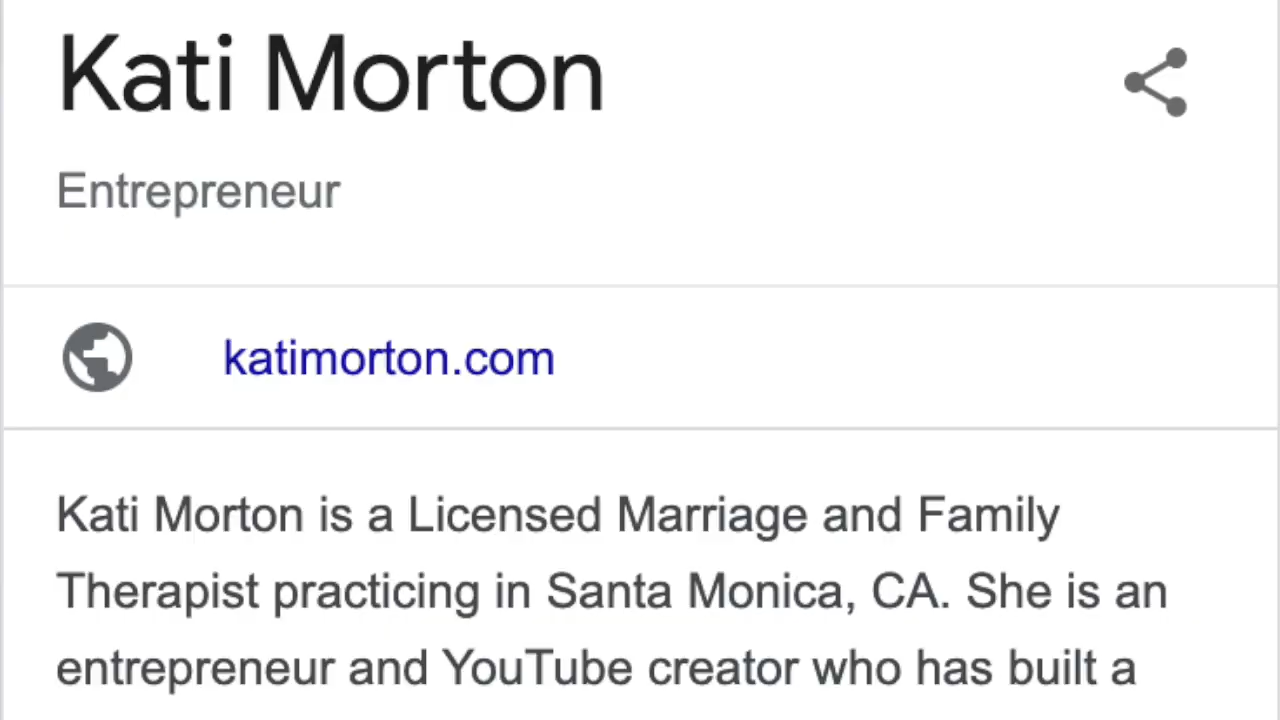 Kati Morton
Entrepreneur
katimorton.com
Kati Morton is a Licensed Marriage and Family
Therapist practicing in Santa Monica, CA. She is an
entrepreneur and YouTube creator who has built a